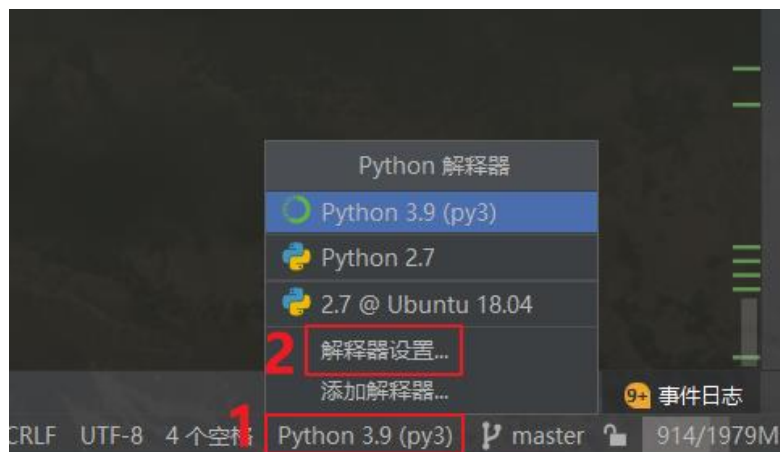 Python 解释器
Python 3.9 (py3)
Python 2.7
2.7 @ Ubuntu 18.04
2 解释器设置...
添加解释器...
9+ 事件日志
1
CRLF UTF-8 4 个空格 Python 3.9 (py3) master 914/1979M